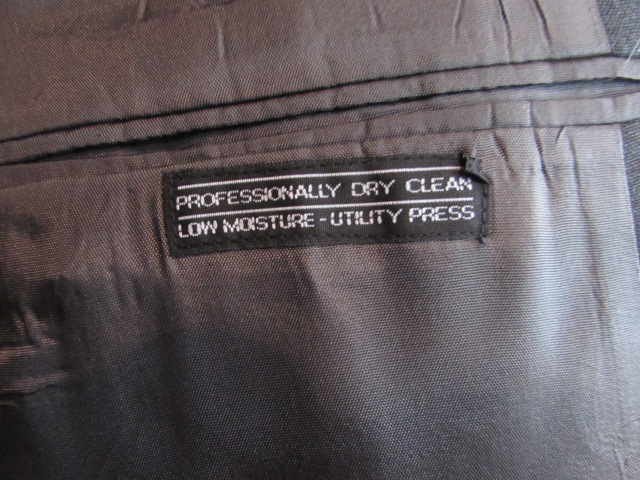 PROFESSIONALLY DRY CLEAN
LOW MOISTURE - UTILITY PRESS